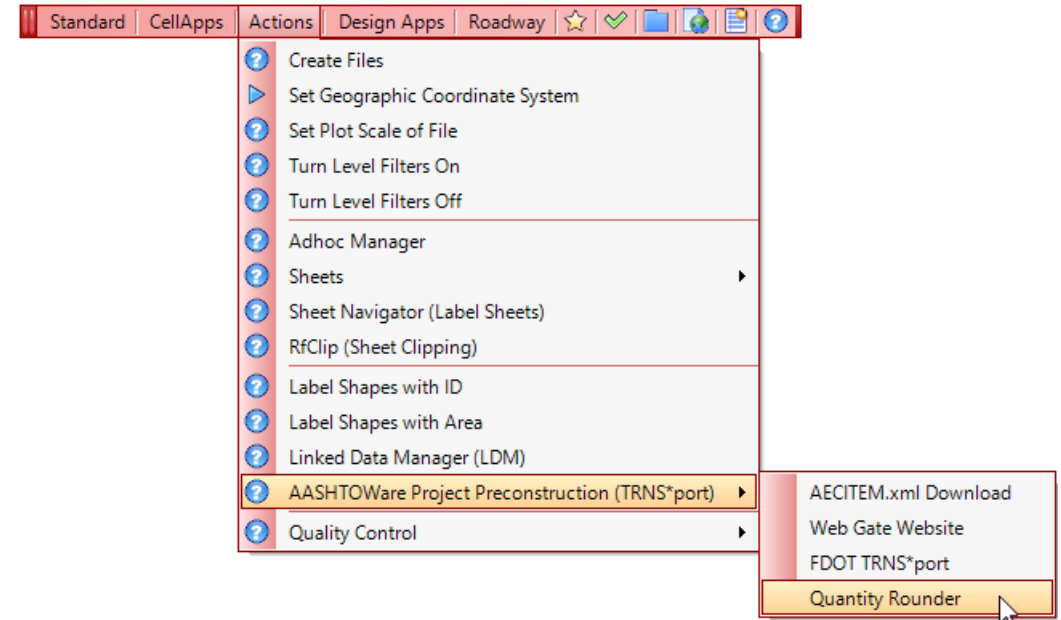 Standard CellApps Actions Design Apps Roadway
Create Files
Set Geographic Coordinate System
Set Plot Scale of File
Turn Level Filters On
Turn Level Filters Off
Adhoc Manager
Sheets
Sheet Navigator (Label Sheets)
RfClip (Sheet Clipping)
Label Shapes with ID
Label Shapes with Area
Linked Data Manager (LDM)
AASHTOWare Project Preconstruction (TRNS*port)
Quality Control
AECITEM.xml Download
Web Gate Website
FDOT TRNS*port
Quantity Rounder